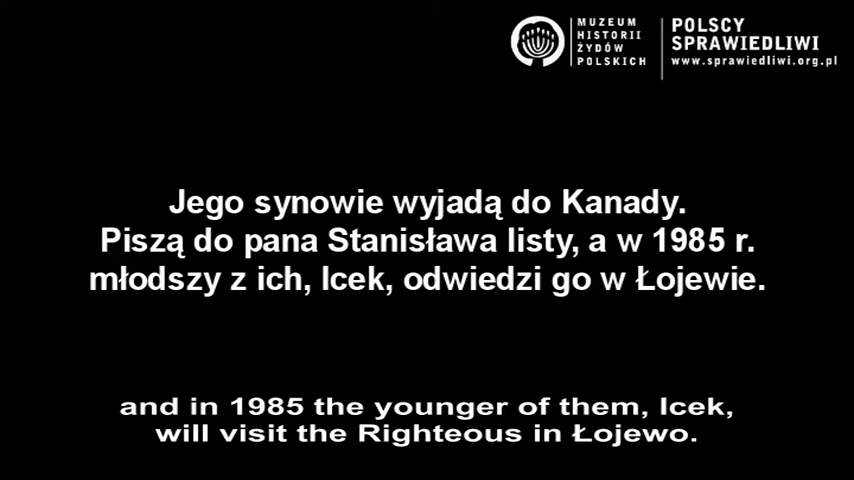 MUZEUM
HISTORII
ŻYDÓW
POLSKICH
POLSCY
SPRAWIEDLIWI
www.sprawiedliwi.org.pl
Jego synowie wyjadą do Kanady.
Piszą do pana Stanisława listy, a w 1985 r.
młodszy z ich, Icek, odwiedzi go w Łojewie.
and in 1985 the younger of them, Icek,
will visit the Righteous in Łojewo.